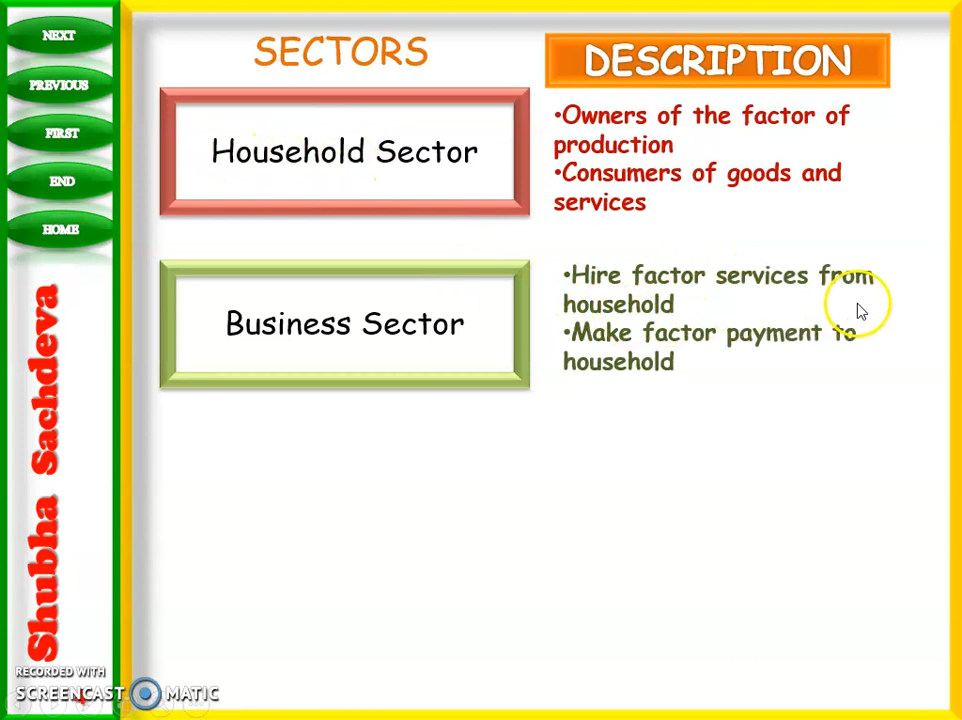 NEXT
PREVIOUS
FIRST
END
HOME
Shubha Sachdeva
SECTORS
DESCRIPTION
Household Sector
•Owners of the factor of
production
•Consumers of goods and
services
Business Sector
•Hire factor services from
household
•Make factor payment to
household
RECORDED WITH
SCREENCAST MATIC